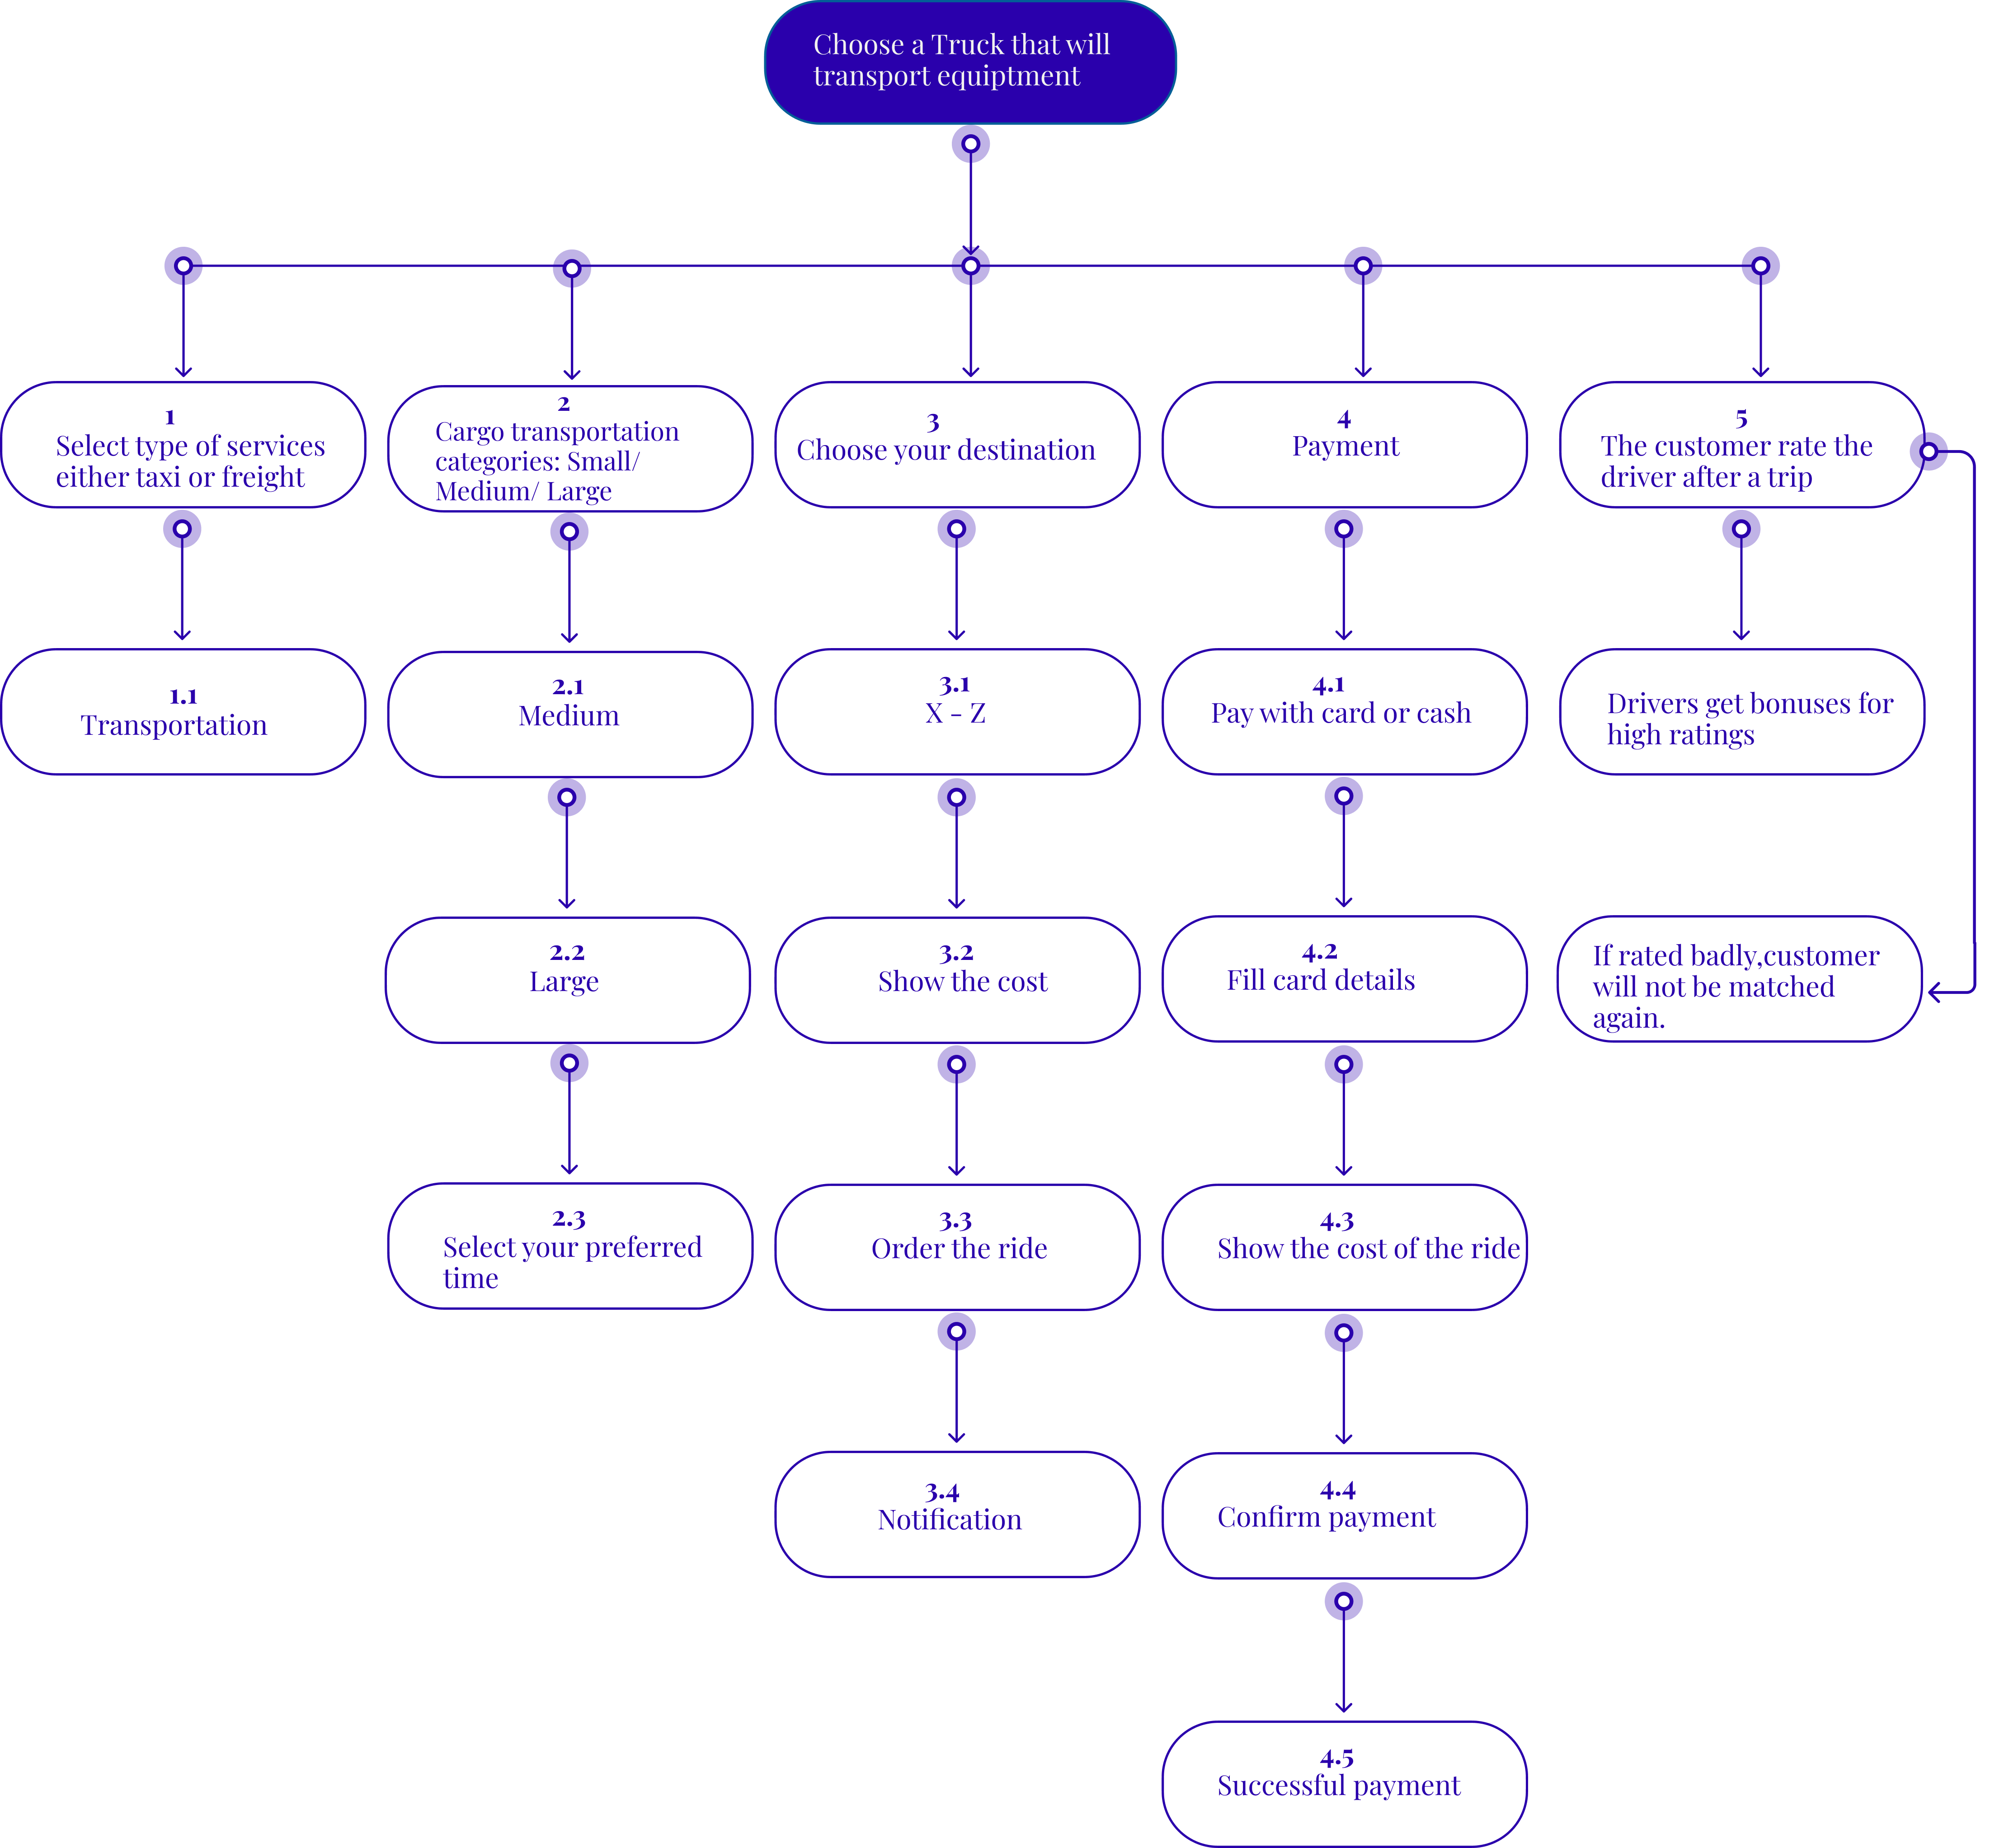 Choose a Truck that will
transport equiptment
1
Select type of services
either taxi or freight
2
Cargo transportation
categories: Small/
Medium/ Large
3
Choose your destination
4
Payment
5
The customer rate the
driver after a trip
1.1
Transportation
2.1
Medium
3.1
X - Z
4.1
Pay with card or cash
Drivers get bonuses for
high ratings
2.2
Large
3.2
Show the cost
4.2
Fill card details
If rated badly,customer
will not be matched
again.
2.3
Select your preferred
time
3.3
Order the ride
4.3
Show the cost of the ride
3.4
Notification
4.4
Confirm payment
4.5
Successful payment